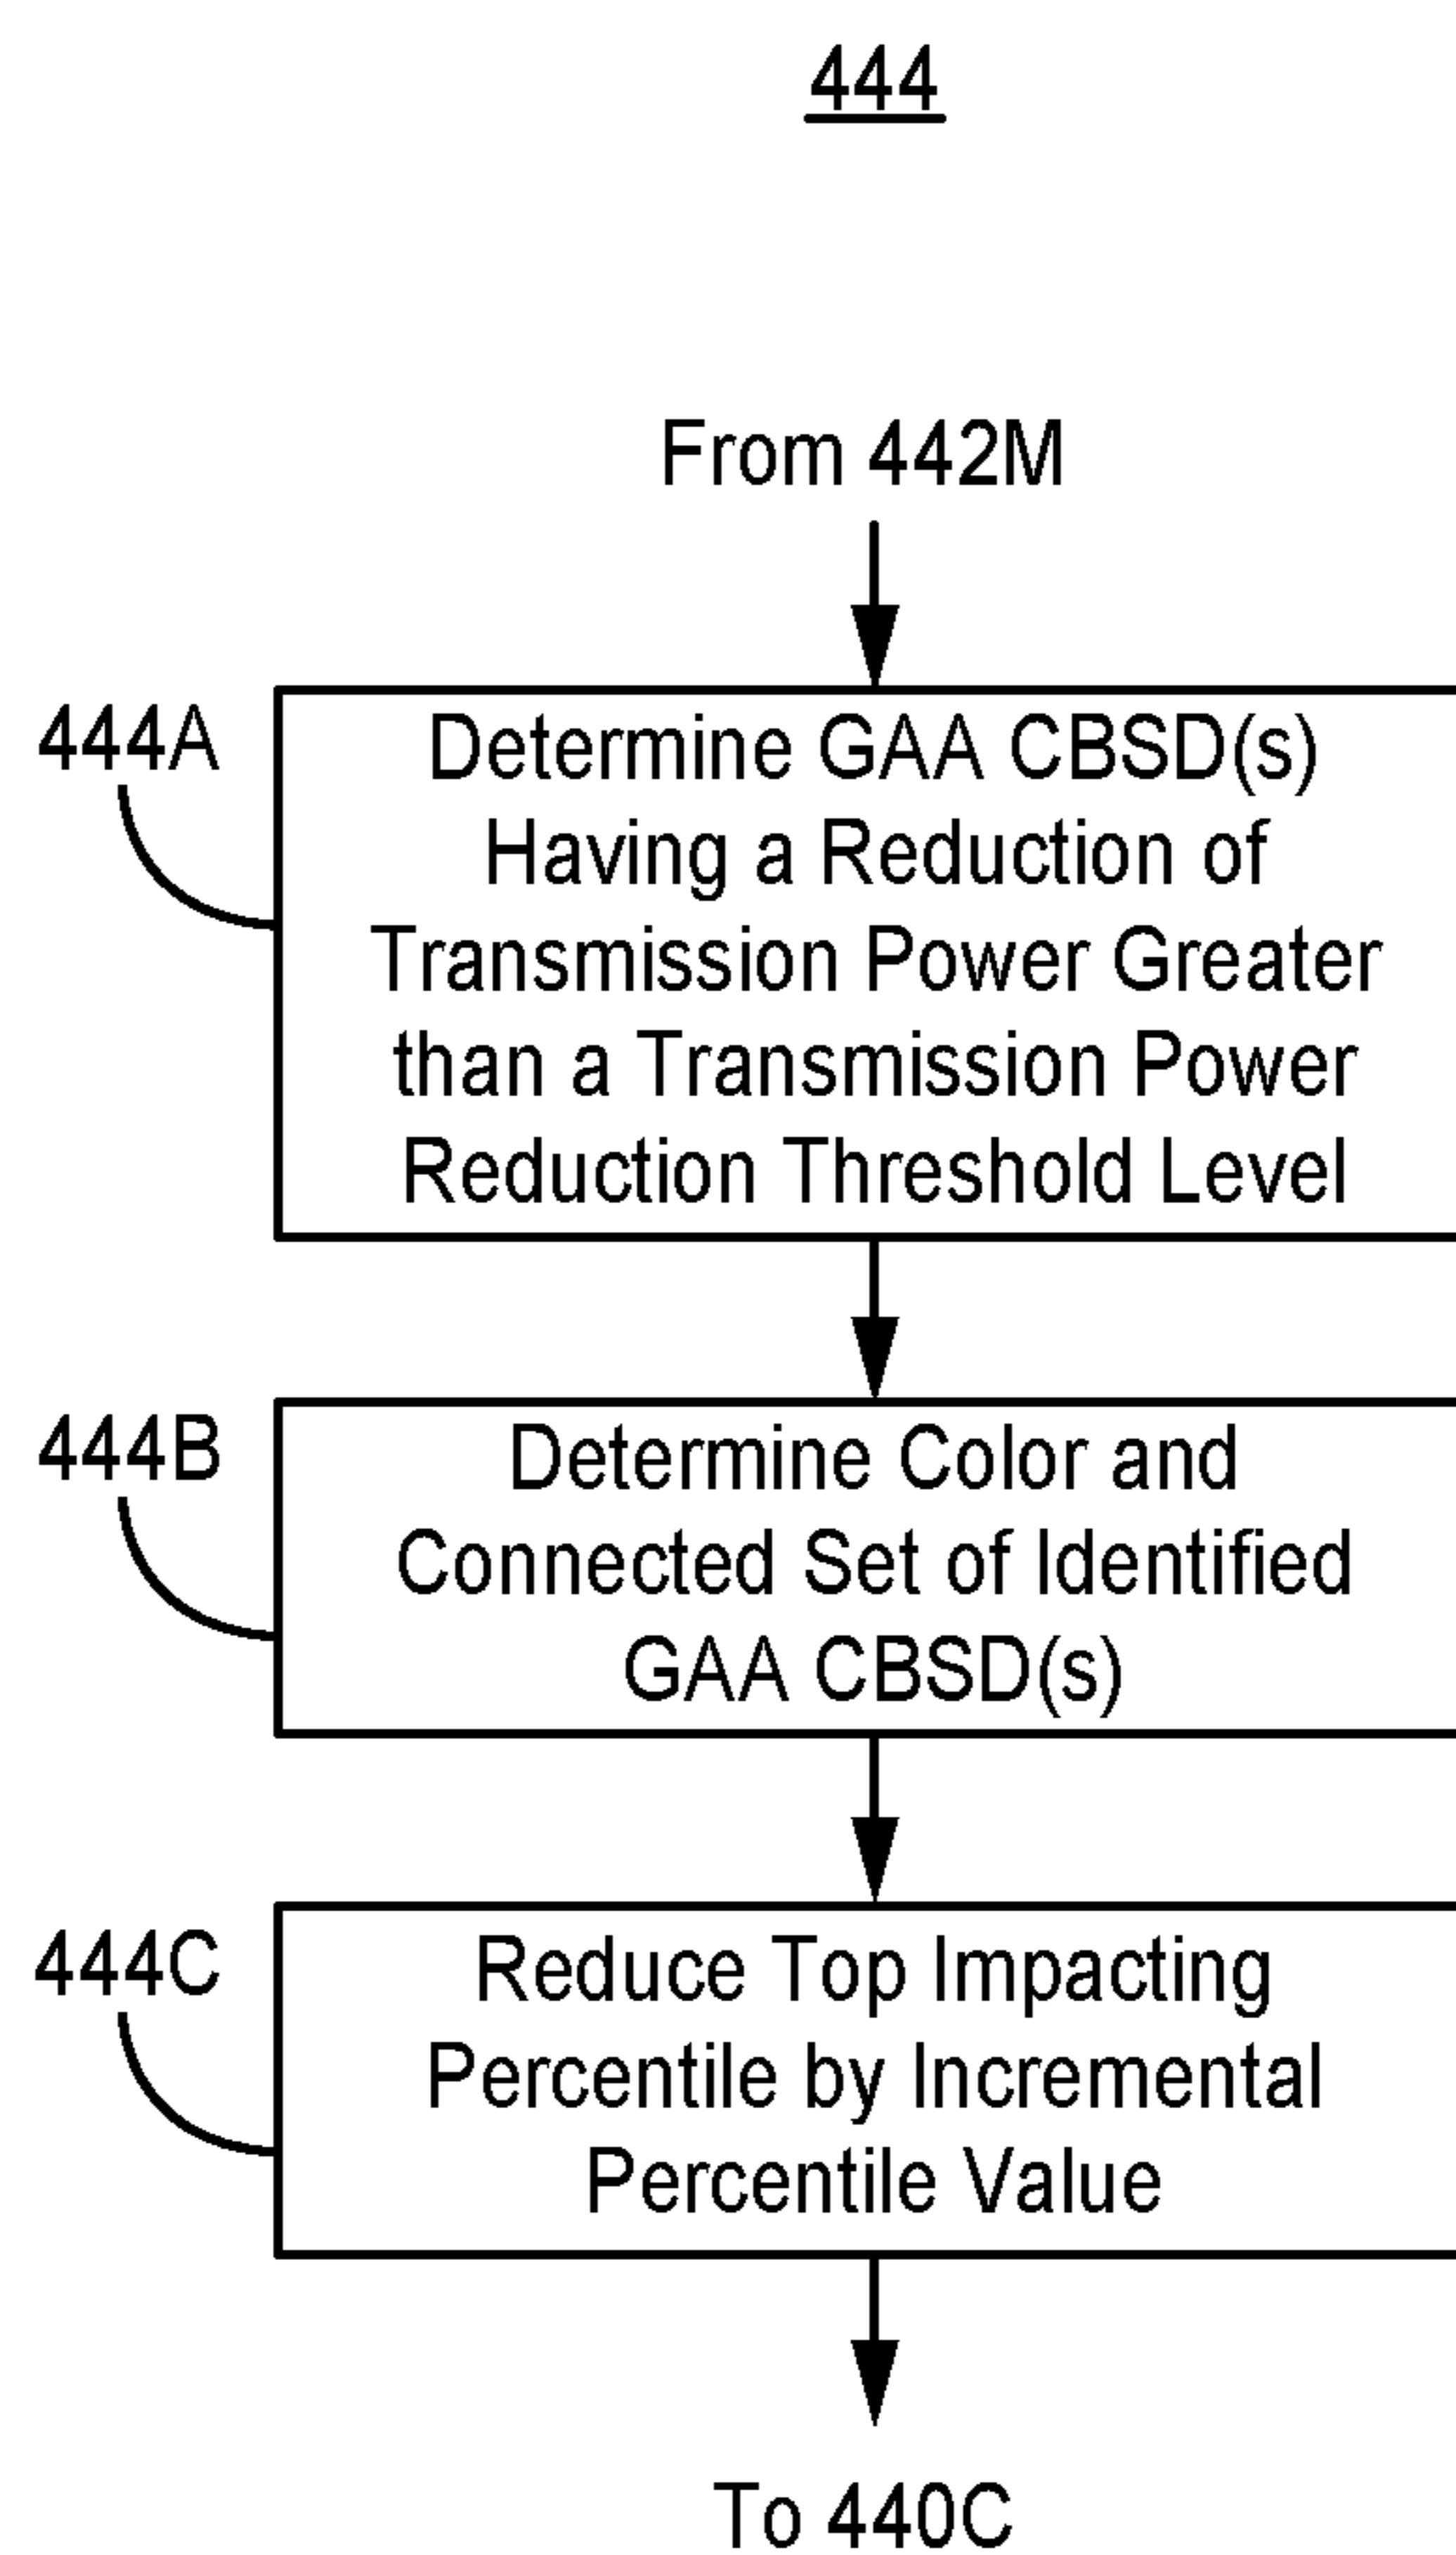 444
From 442M
444A
Determine GAA CBSD(s)
Having a Reduction of
Transmission Power Greater
than a Transmission Power
Reduction Threshold Level
444B
Determine Color and
Connected Set of Identified
GAA CBSD(s)
444C
Reduce Top Impacting
Percentile by Incremental
Percentile Value
To 440C